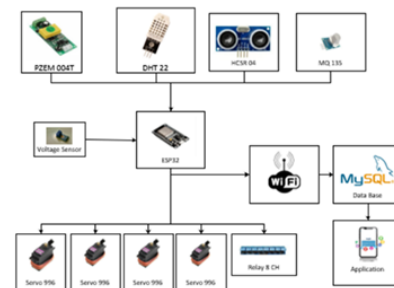 PZEM 004T
DHT 22
HCSR 04
MQ 135
Voltage Sensor
ESP32
WiFi
MySQL
Data Base
Servo 996
Servo 996
Servo 996
Servo 996
Relay 8 CH
Application